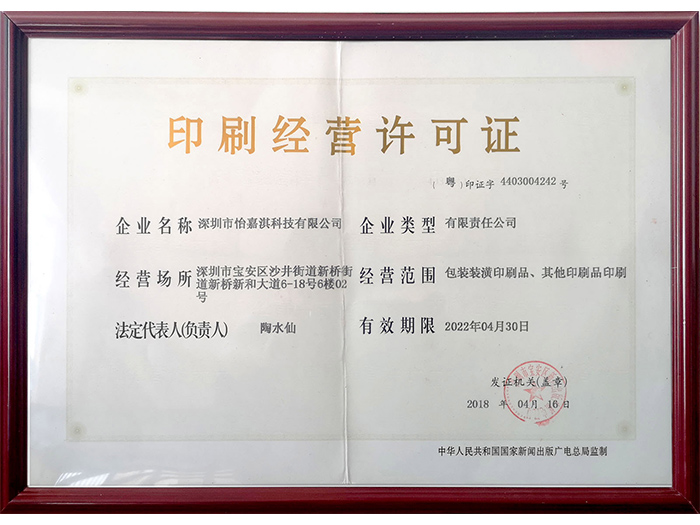 印刷经营许可证
(粤)印证字 4403004242 号
企业名称 深圳市怡嘉淇科技有限公司
企业类型 有限责任公司
经营场所 深圳市宝安区沙井街道新桥街
道新桥新和大道6-18号6楼02
号
经营范围 包装装潢印刷品、其他印刷品印刷
法定代表人(负责人) 陶水仙
有效期限 2022年04月30日
发证机关(盖章)
2018 年 04月 16日
中华人民共和国国家新闻出版广电总局监制